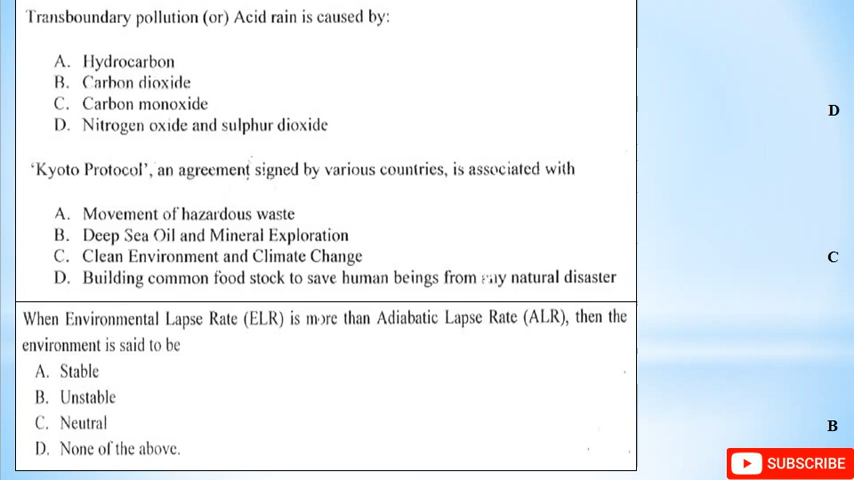 Transboundary pollution (or) Acid rain is caused by:
A. Hydrocarbon
B. Carbon dioxide
C. Carbon monoxide
D. Nitrogen oxide and sulphur dioxide
D
‘Kyoto Protocol’, an agreement signed by various countries, is associated with
A. Movement of hazardous waste
B. Deep Sea Oil and Mineral Exploration
C. Clean Environment and Climate Change
D. Building common food stock to save human beings from any natural disaster
C
When Environmental Lapse Rate (ELR) is more than Adiabatic Lapse Rate (ALR), then the
environment is said to be
A. Stable
B. Unstable
C. Neutral
D. None of the above.
B
SUBSCRIBE